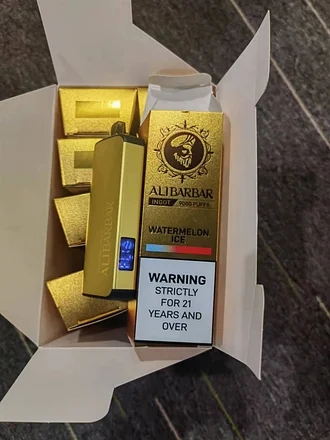 ALIBARBAR
ALIBARBAR
INGOT 9000 PUFFS
WATERMELON
ICE
WARNING
STRICTLY
FOR 21
YEARS AND
OVER